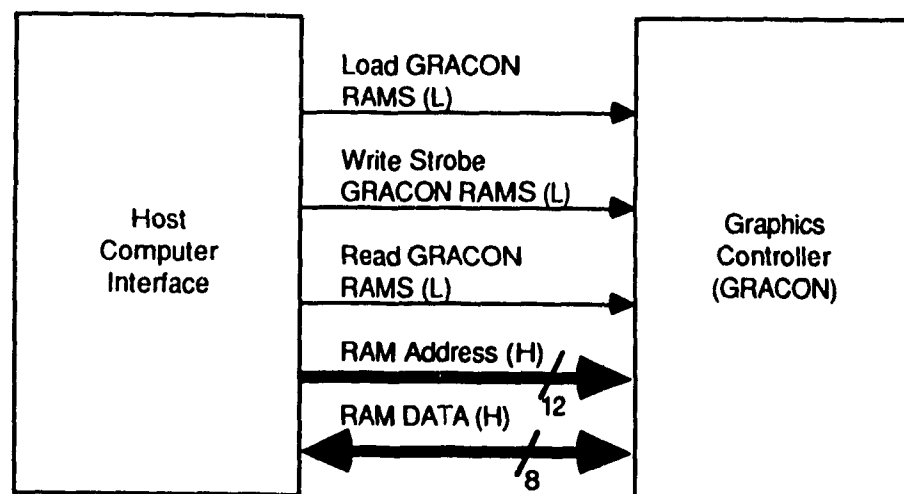 Load GRACON
RAMS (L)
Write Strobe
GRACON RAMS (L)
Host
Computer
Interface
Graphics
Controller
(GRACON)
Read GRACON
RAMS (L)
RAM Address (H)
12
RAM DATA (H)
8